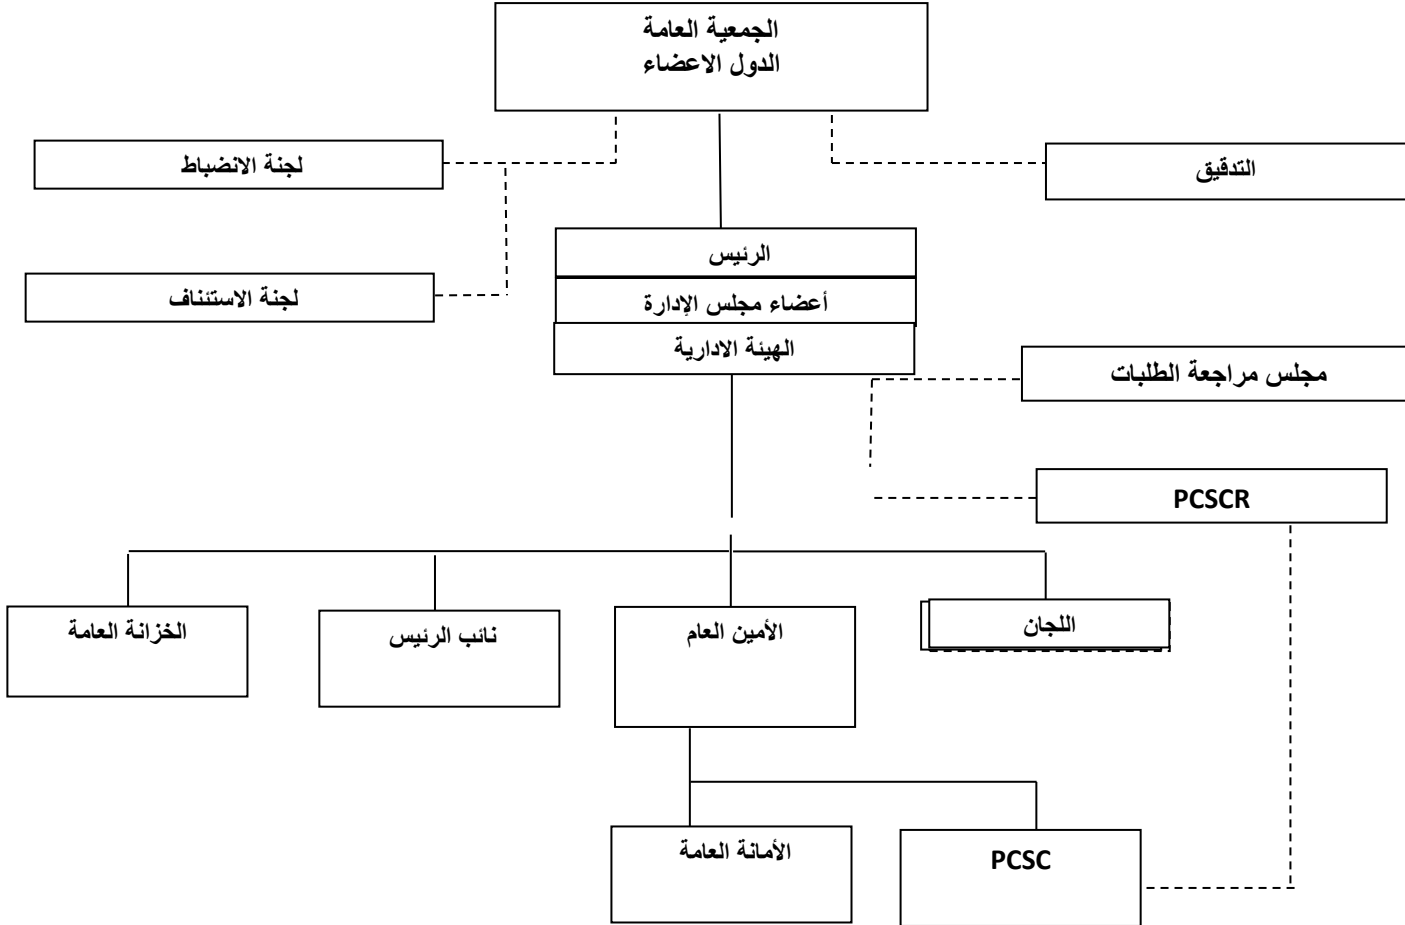 الجمعية العامة
الدول الاعضاء
لجنة الانضباط
التدقيق
الرئيس
لجنة الاستئناف
أعضاء مجلس الإدارة
الهيئة الادارية
مجلس مراجعة الطلبات
PCSCR
الخزانة العامة
نائب الرئيس
الأمين العام
اللجان
الأمانة العامة
PCSC